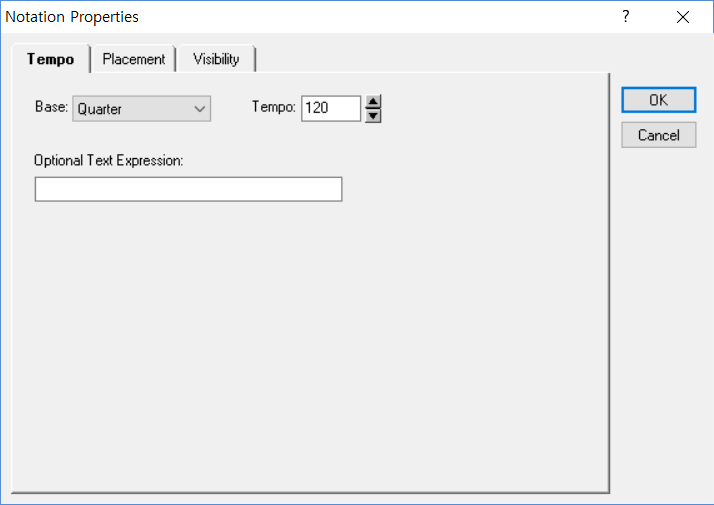 Notation Properties ?
Tempo Placement Visibility
Base: Quarter Tempo: 120 OK
Cancel
Optional Text Expression: